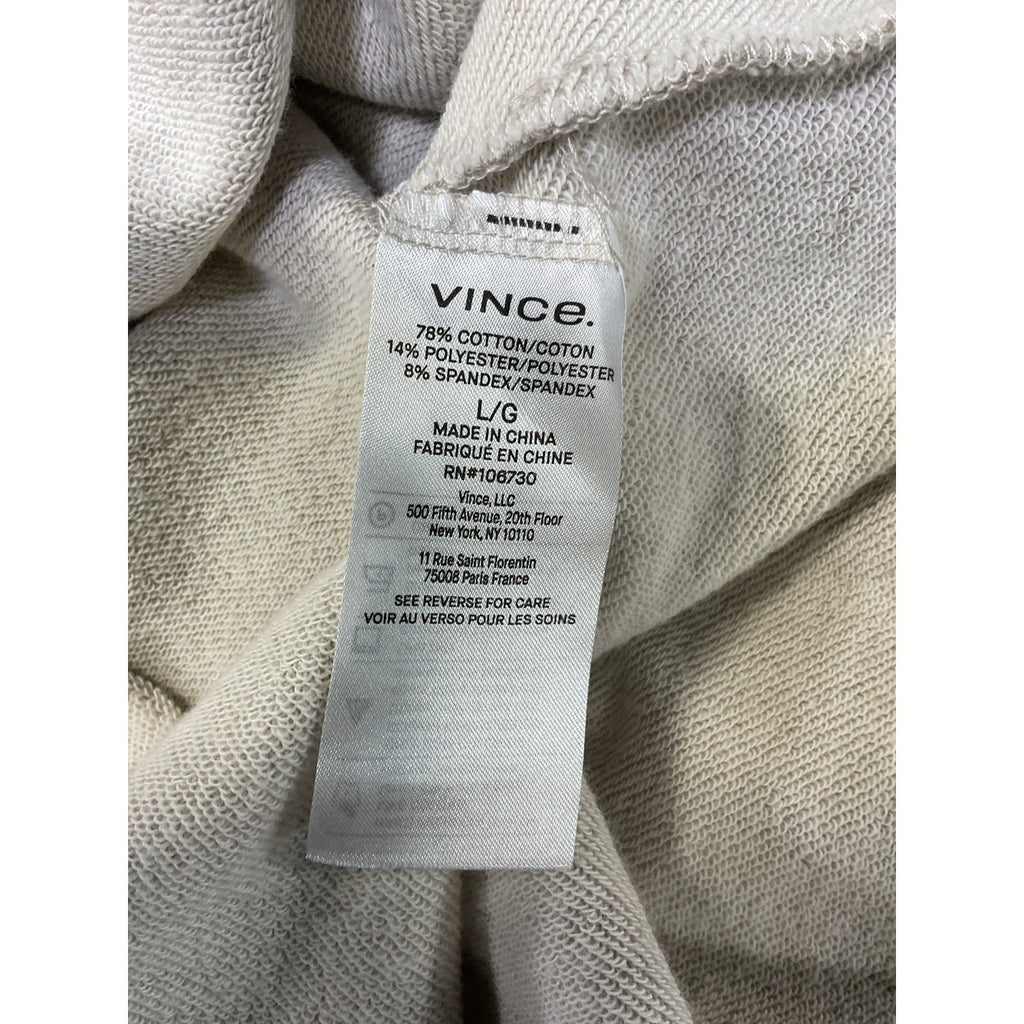 VINCe.
78% COTTON/COTON
14% POLYESTER/POLYESTER
8% SPANDEX/SPANDEX
L/G
MADE IN CHINA
FABRIQUÉ EN CHINE
RN#106730
Vince, LLC
500 Fifth Avenue, 20th Floor
New York, NY 10110
11 Rue Saint Florentin
75008 Paris France
SEE REVERSE FOR CARE
VOIR AU VERSO POUR LES SOINS